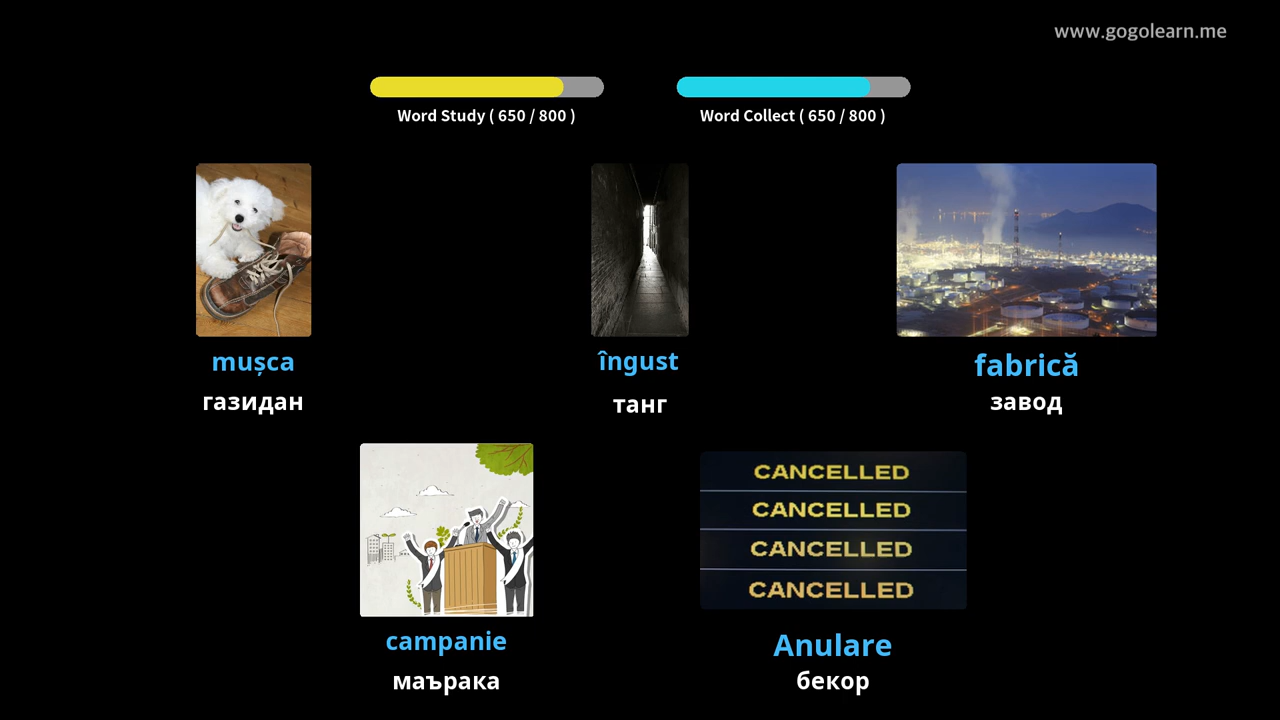 www.gogolearn.me
Word Study ( 650 / 800 )
Word Collect ( 650 / 800 )
mușca
газидан
îngust
танг
fabrică
завод
campanie
маърака
CANCELLED
CANCELLED
CANCELLED
CANCELLED
Anulare
бекор